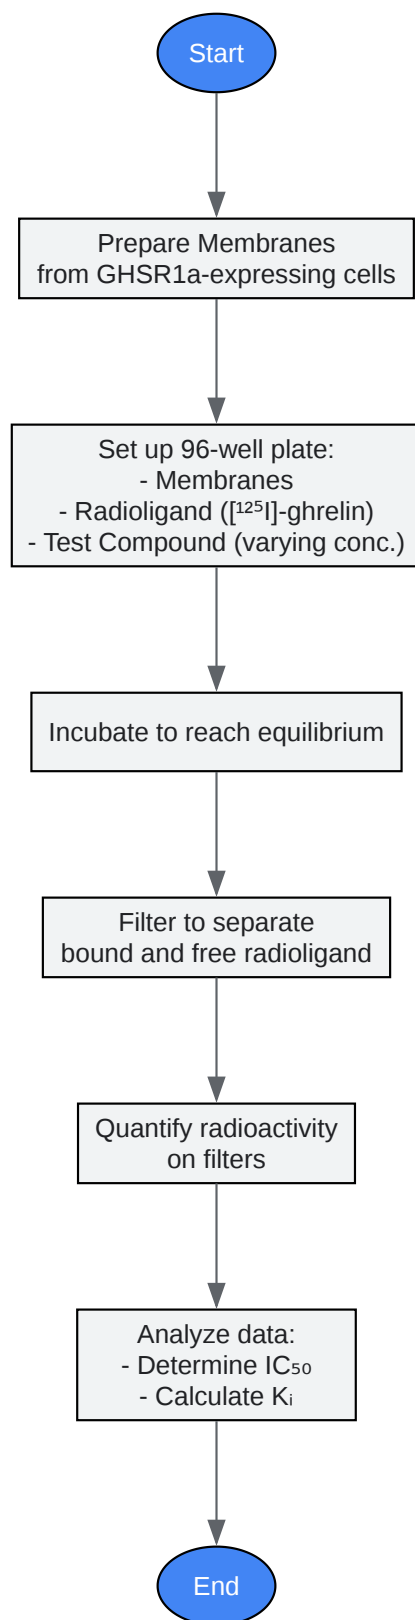 Start
Prepare Membranes
from GHSR1a-expressing cells
Set up 96-well plate:
- Membranes
- Radioligand ([¹²⁵I]-ghrelin)
- Test Compound (varying conc.)
Incubate to reach equilibrium
Filter to separate
bound and free radioligand
Quantify radioactivity
on filters
Analyze data:
- Determine IC₅₀
- Calculate Kᵢ
End